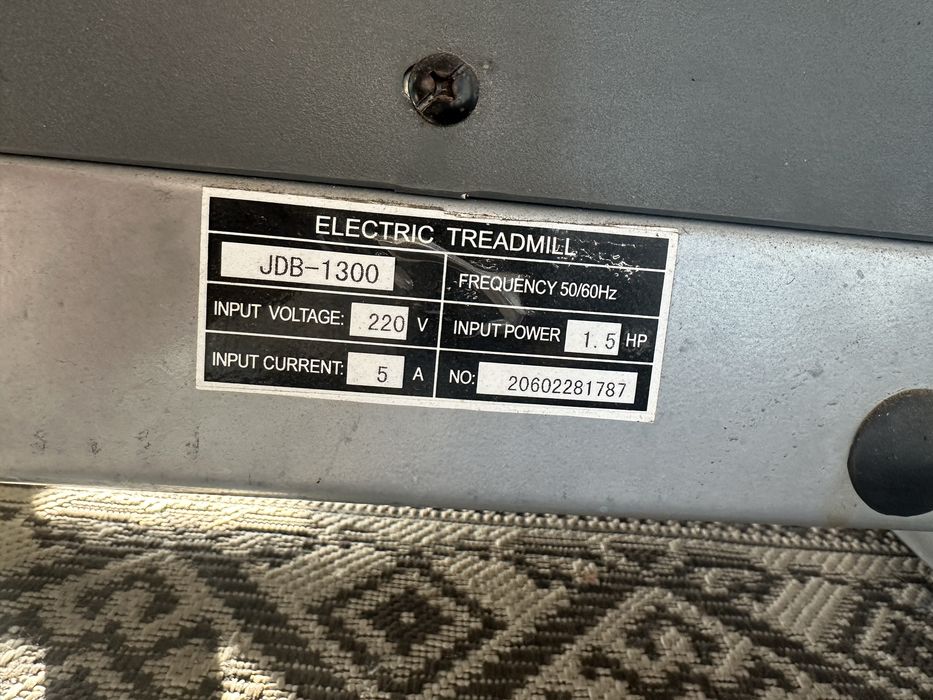 ELECTRIC TREADMILL
JDB-1300
FREQUENCY 50/60Hz
INPUT VOLTAGE: 220 V
INPUT POWER 1.5 HP
INPUT CURRENT: 5 A
NO: 20602281787